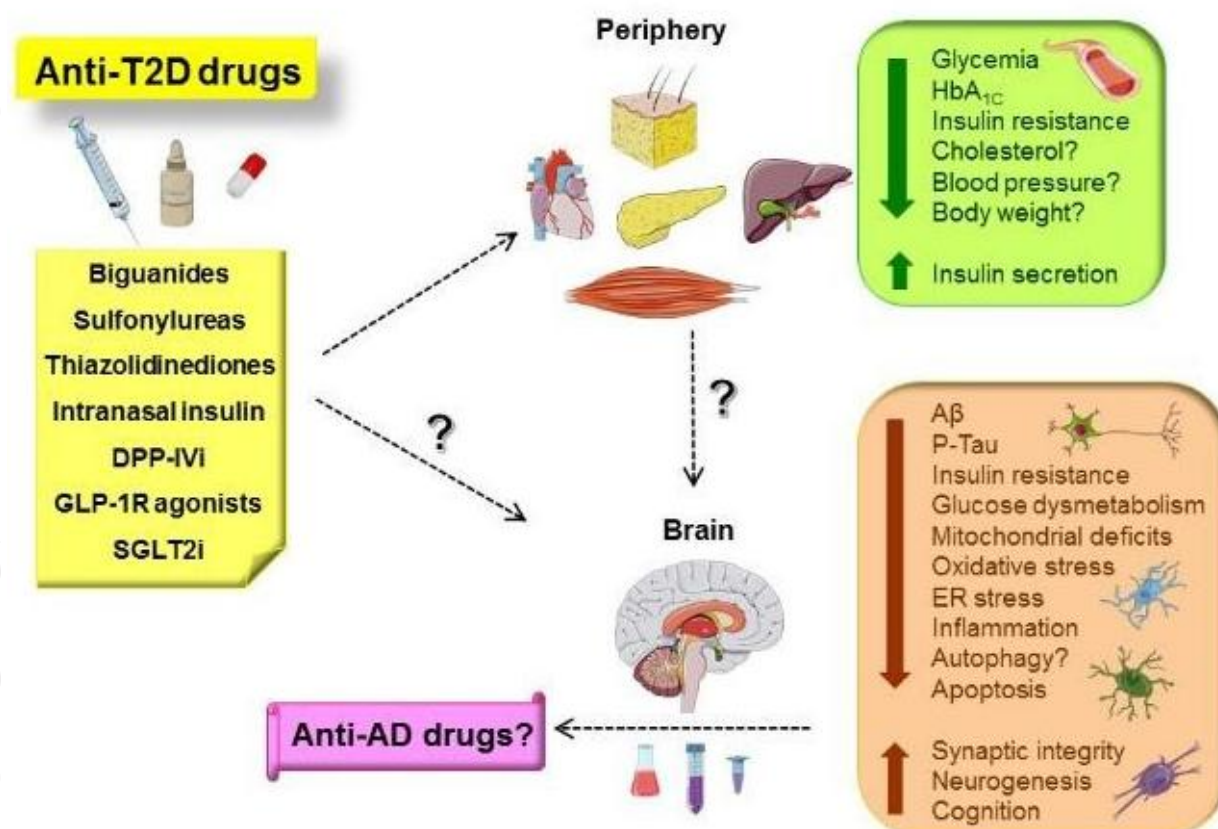 Anti-T2D drugs
Biguanides
Sulfonylureas
Thiazolidinediones
Intranasal insulin
DPP-IVi
GLP-1R agonists
SGLT2i
Periphery
Glycemia
HbA1C
Insulin resistance
Cholesterol?
Blood pressure?
Body weight?
Insulin secretion
?
?
Brain
Aβ
P-Tau
Insulin resistance
Glucose dysmetabolism
Mitochondrial deficits
Oxidative stress
ER stress
Inflammation
Autophagy?
Apoptosis
Synaptic integrity
Neurogenesis
Cognition
Anti-AD drugs?